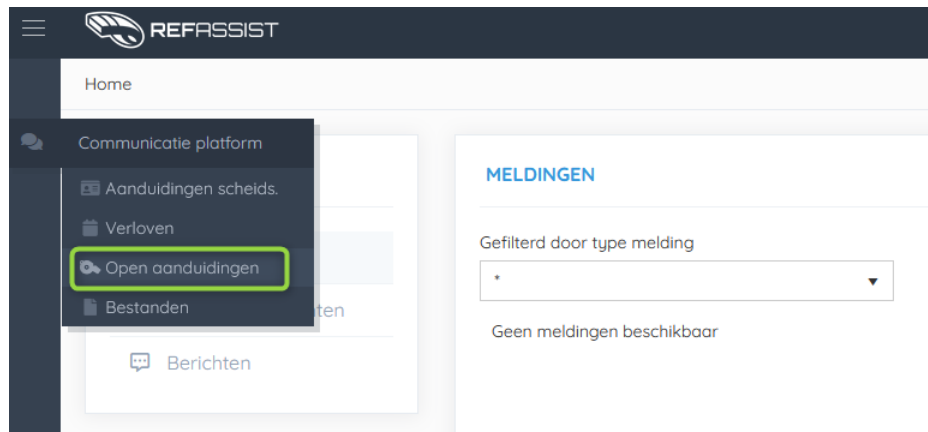 REFASSIST
Home
Communicatie platform
Aanduidingen scheids.
Verloven
Open aanduidingen
Bestanden
ten
Berichten
MELDINGEN
Gefilterd door type melding
*
Geen meldingen beschikbaar